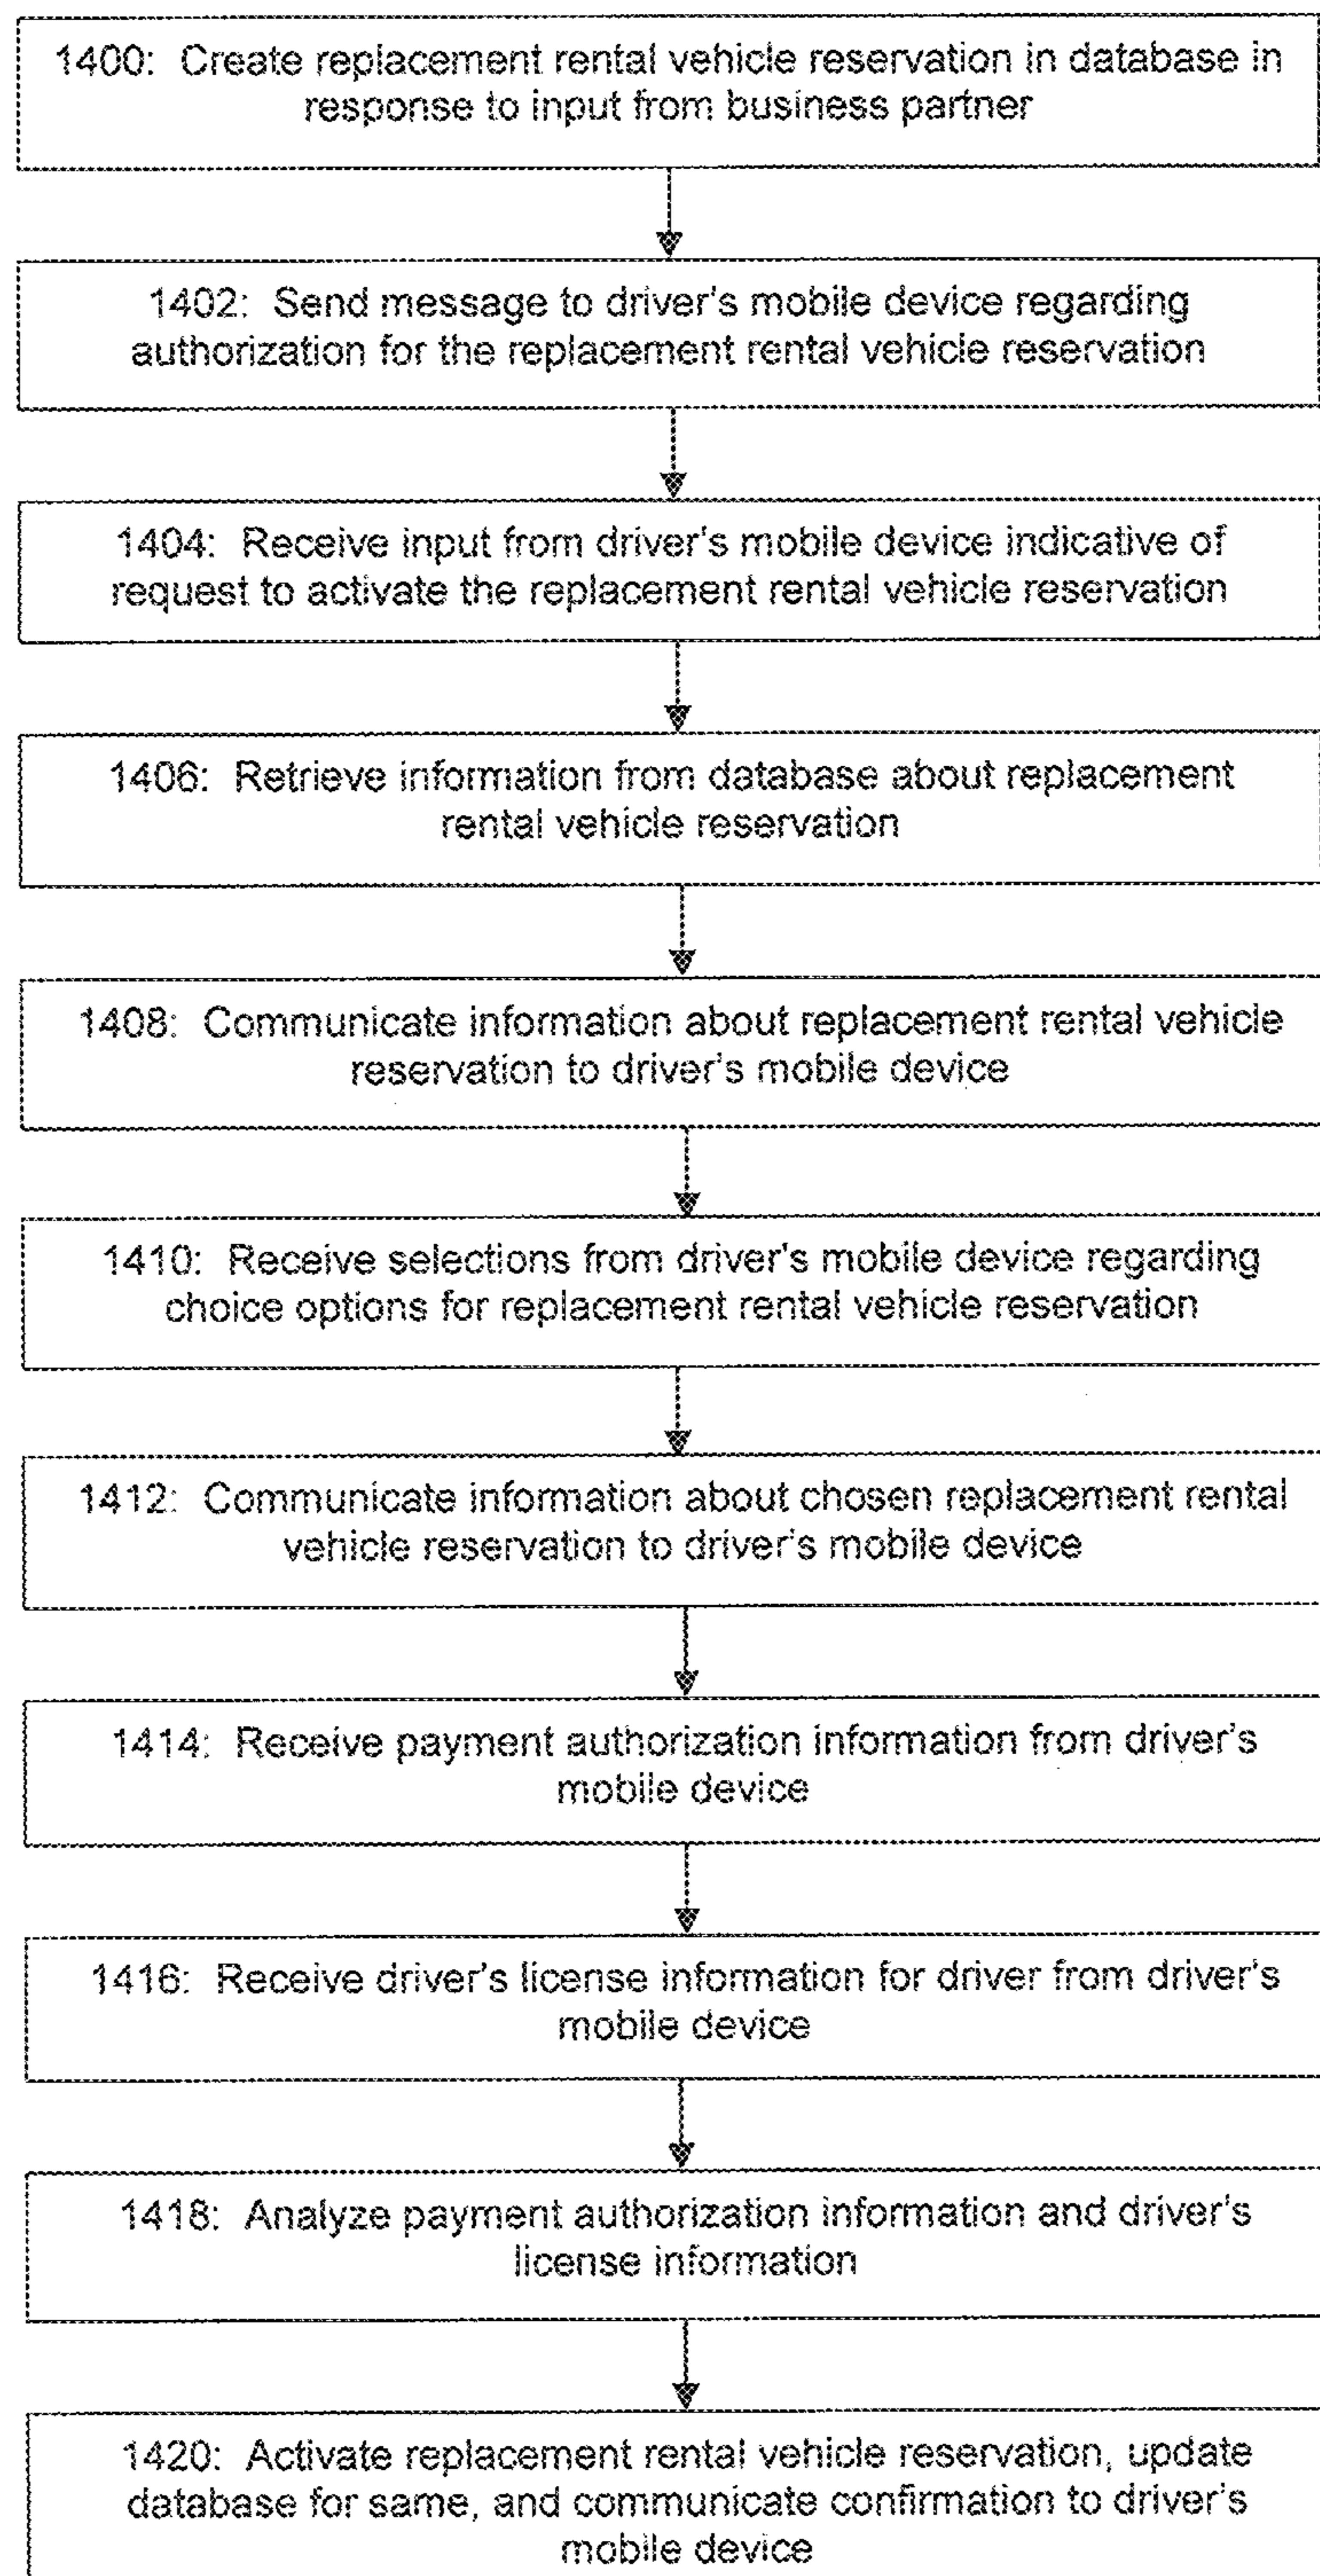 1400: Create replacement rental vehicle reservation in database in
response to input from business partner
1402: Send message to driver's mobile device regarding
authorization for the replacement rental vehicle reservation
1404: Receive input from driver's mobile device indicative of
request to activate the replacement rental vehicle reservation
1406: Retrieve information from database about replacement
rental vehicle reservation
1408: Communicate information about replacement rental vehicle
reservation to driver's mobile device
1410: Receive selections from driver's mobile device regarding
choice options for replacement rental vehicle reservation
1412: Communicate information about chosen replacement rental
vehicle reservation to driver's mobile device
1414: Receive payment authorization information from driver's
mobile device
1416: Receive driver's license information for driver from driver's
mobile device
1418: Analyze payment authorization information and driver's
license information
1420: Activate replacement rental vehicle reservation, update
database for same, and communicate confirmation to driver's
mobile device